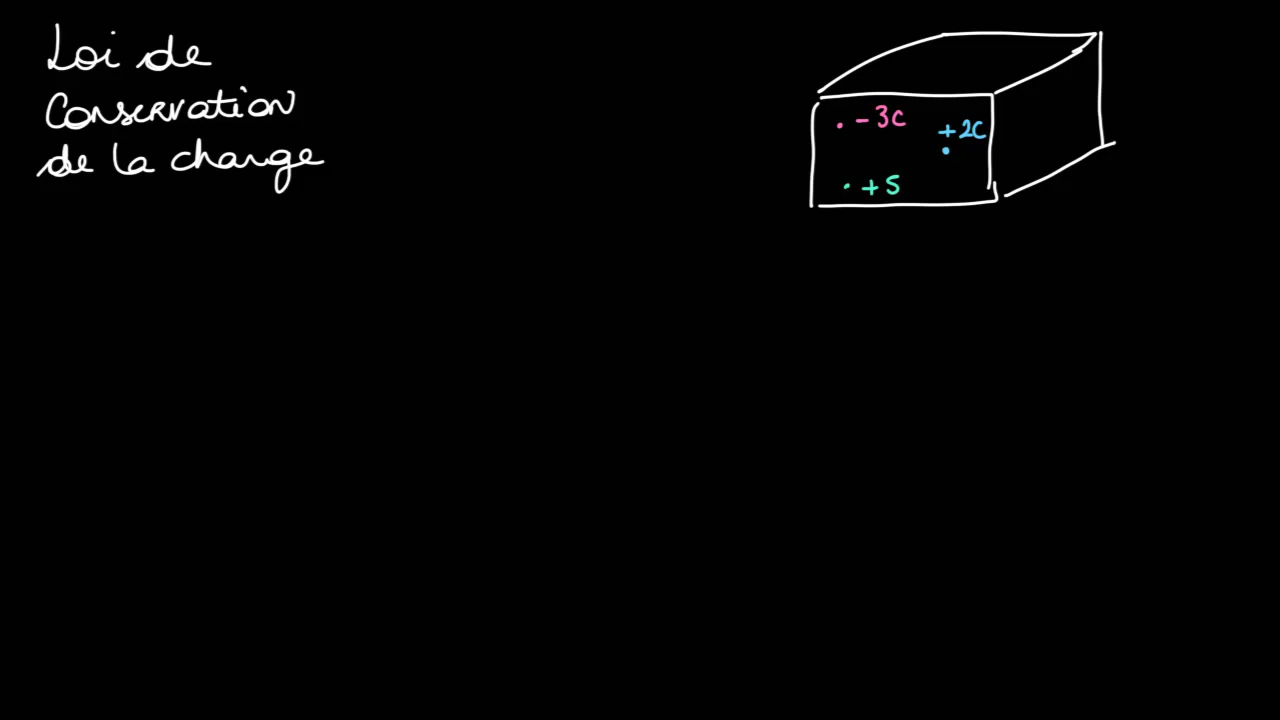 Loi de
Conservation
de la charge
- 3C
+2C
+5